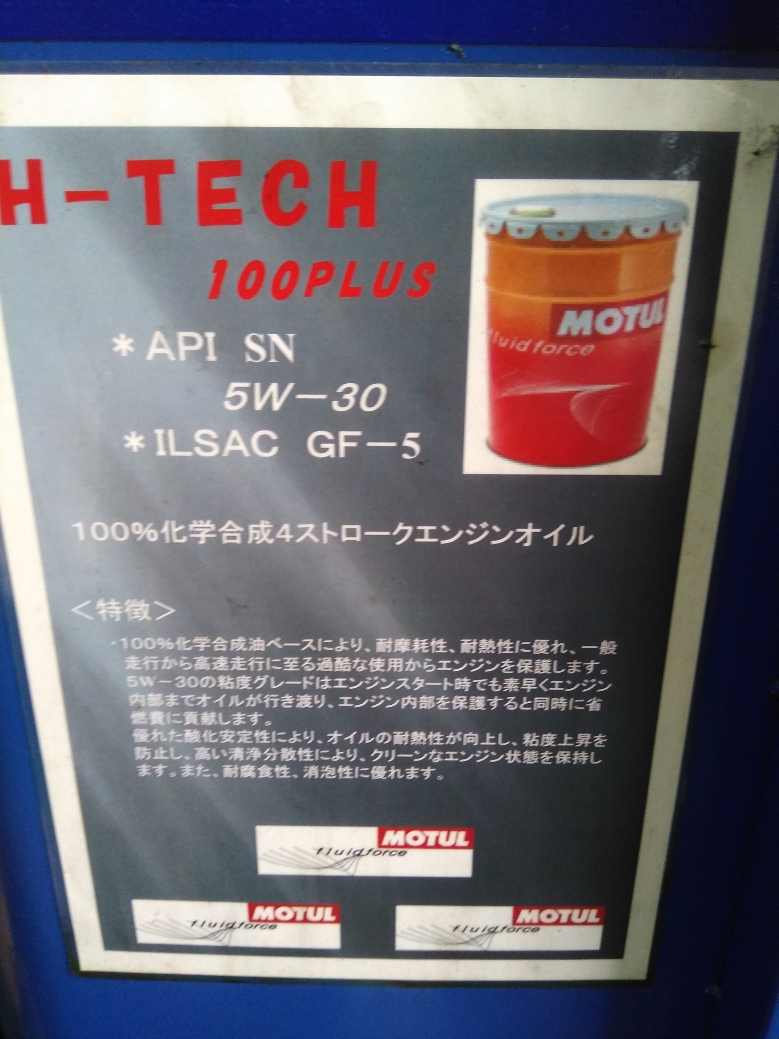 H-TECH
100PLUS
MOTUL
fluidforce
＊API SN
5W-30
＊ILSAC GF-5
100%化学合成4ストロークエンジンオイル
＜特徴＞
・100%化学合成油ベースにより、耐摩耗性、耐熱性に優れ、一般
走行から高速走行に至る過酷な使用からエンジンを保護します。
5W-30の粘度グレードはエンジンスタート時でも素早くエンジン
内部までオイルが行き渡り、エンジン内部を保護すると同時に省
燃費に貢献します。
優れた酸化安定性により、オイルの耐熱性が向上し、粘度上昇を
防止し、高い清浄分散性により、クリーンなエンジン状態を保持し
ます。また、耐腐食性、消泡性に優れます。
MOTUL
fluidforce
MOTUL
fluidforce
MOTUL
fluidforce